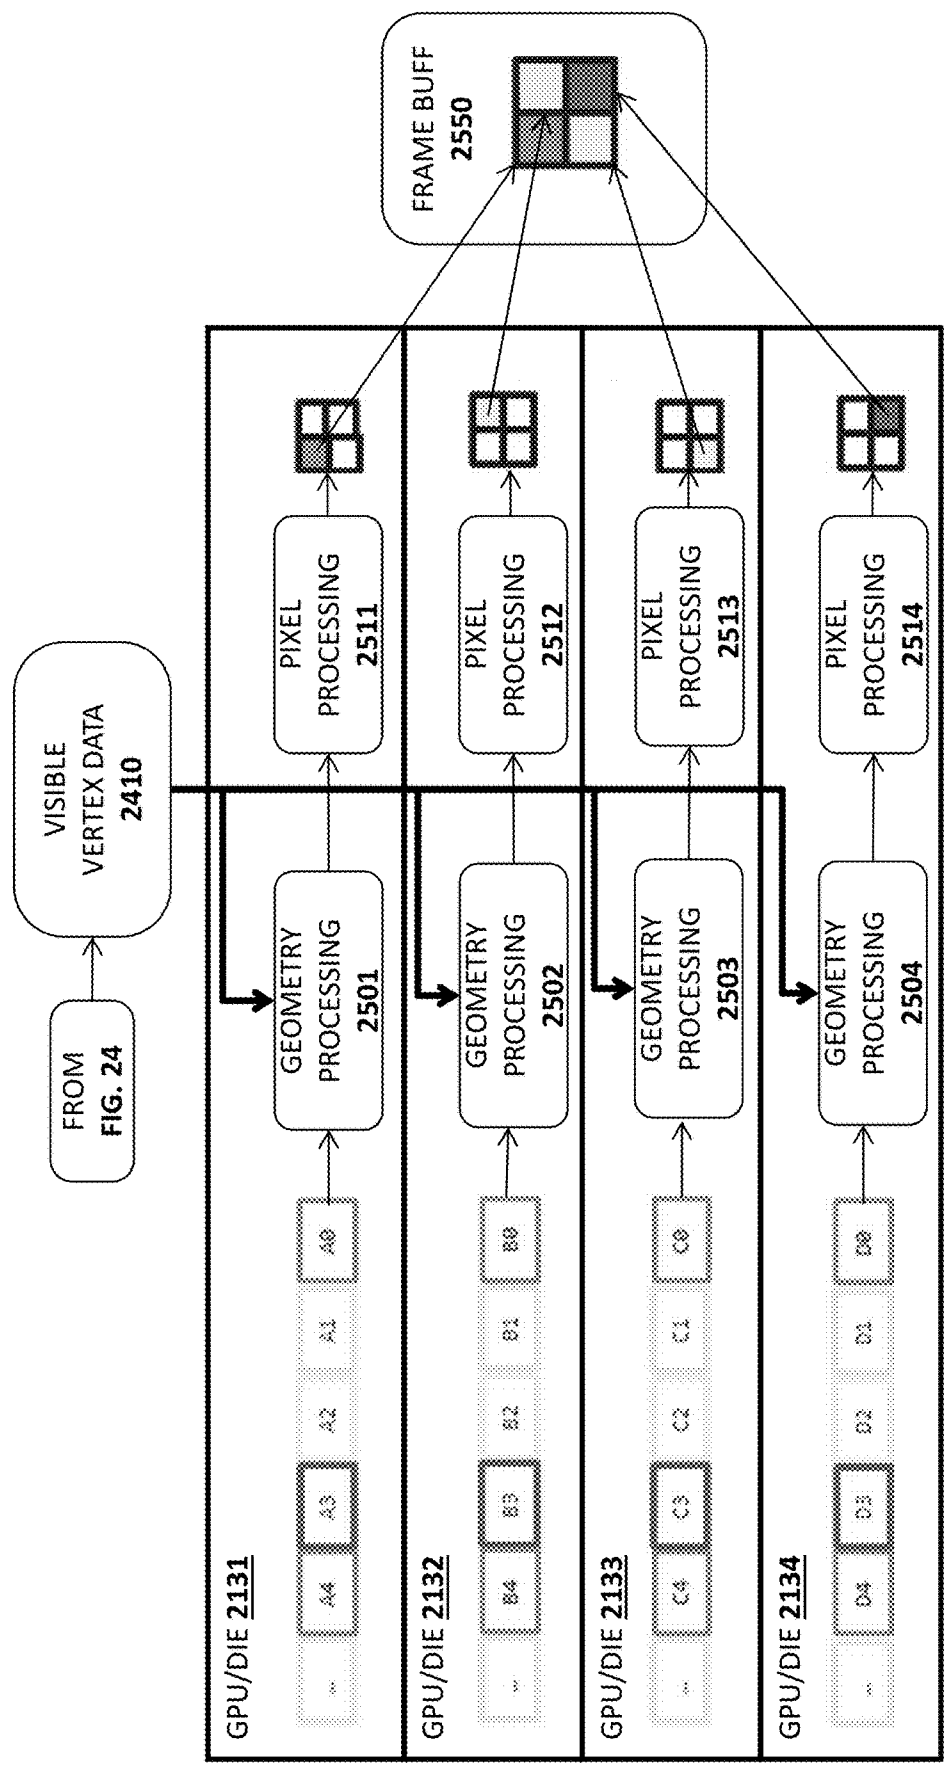 FROM
FIG. 24
VISIBLE
VERTEX DATA
2410
GPU/DIE 2131
...
A4
A3
A2
A1
A0
GEOMETRY
PROCESSING
2501
PIXEL
PROCESSING
2511
GPU/DIE 2132
...
B4
B3
B2
B1
B0
GEOMETRY
PROCESSING
2502
PIXEL
PROCESSING
2512
GPU/DIE 2133
...
C4
C3
C2
C1
C0
GEOMETRY
PROCESSING
2503
PIXEL
PROCESSING
2513
GPU/DIE 2134
...
D4
D3
D2
D1
D0
GEOMETRY
PROCESSING
2504
PIXEL
PROCESSING
2514
FRAME BUFF
2550